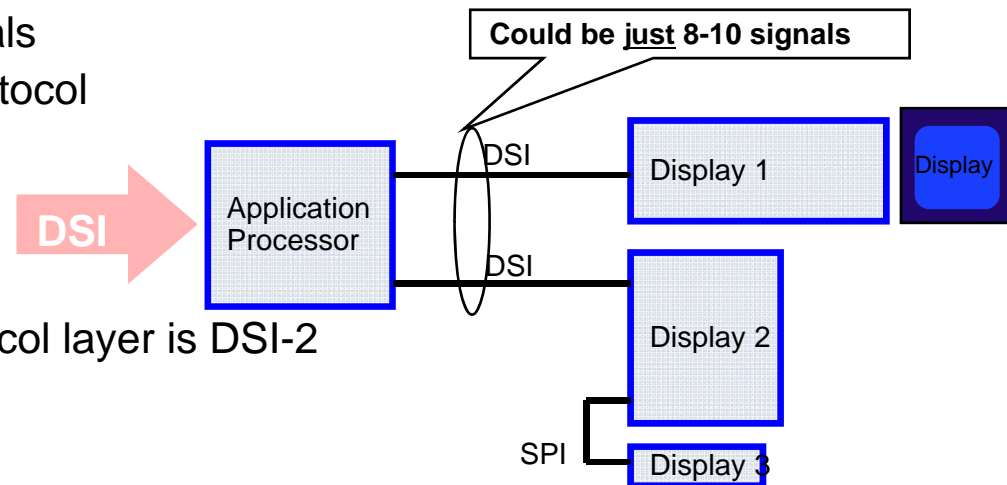 als
Could be just 8-10 signals
tocol
DSI
Display 1
Display
DSI
Application
Processor
DSI
col layer is DSI-2
Display 2
SPI
Display 3